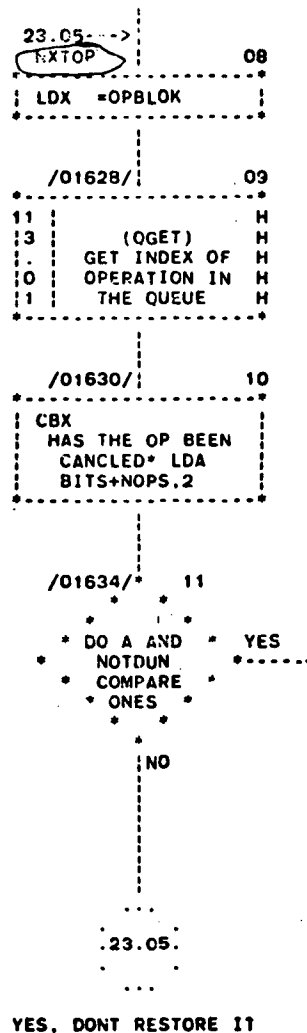 23.05--->
NXTOP 08
LDX =OPBLOK
/01628/ 09
11 H
3 (QGET) H
. GET INDEX OF H
0 OPERATION IN H
1 THE QUEUE H
/01630/ 10
CBX
HAS THE OP BEEN
CANCLED* LDA
BITS+NOPS,2
/01634/* 11
DO A AND YES
NOTDUN
COMPARE
ONES
NO
.23.05.
YES, DONT RESTORE IT